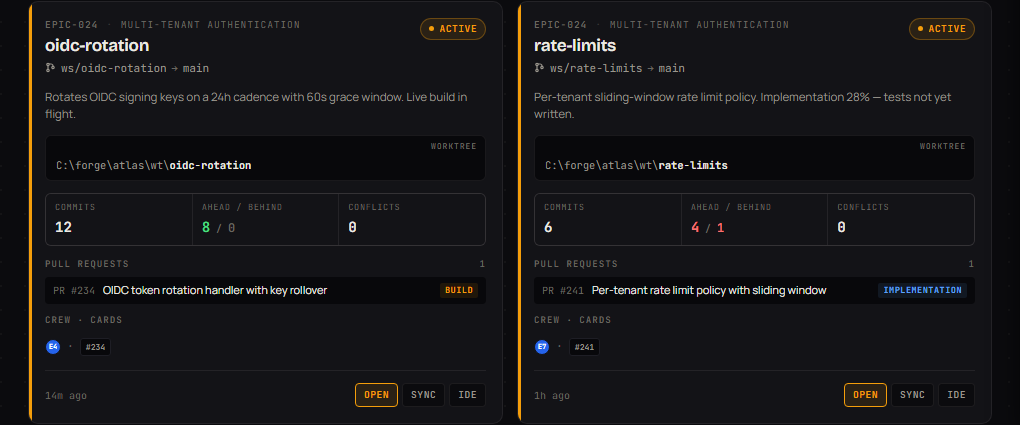 EPIC-024 · MULTI-TENANT AUTHENTICATION
ACTIVE
oidc-rotation
ws/oidc-rotation → main
Rotates OIDC signing keys on a 24h cadence with 60s grace window. Live build in
flight.
WORKTREE
C:\forge\atlas\wt\oidc-rotation
COMMITS AHEAD / BEHIND CONFLICTS
12 8 / 0 0
PULL REQUESTS 1
PR #234 OIDC token rotation handler with key rollover BUILD
CREW · CARDS
E4 · #234
14m ago OPEN SYNC IDE
EPIC-024 · MULTI-TENANT AUTHENTICATION
ACTIVE
rate-limits
ws/rate-limits → main
Per-tenant sliding-window rate limit policy. Implementation 28% — tests not yet
written.
WORKTREE
C:\forge\atlas\wt\rate-limits
COMMITS AHEAD / BEHIND CONFLICTS
6 4 / 1 0
PULL REQUESTS 1
PR #241 Per-tenant rate limit policy with sliding window IMPLEMENTATION
CREW · CARDS
E7 · #241
1h ago OPEN SYNC IDE